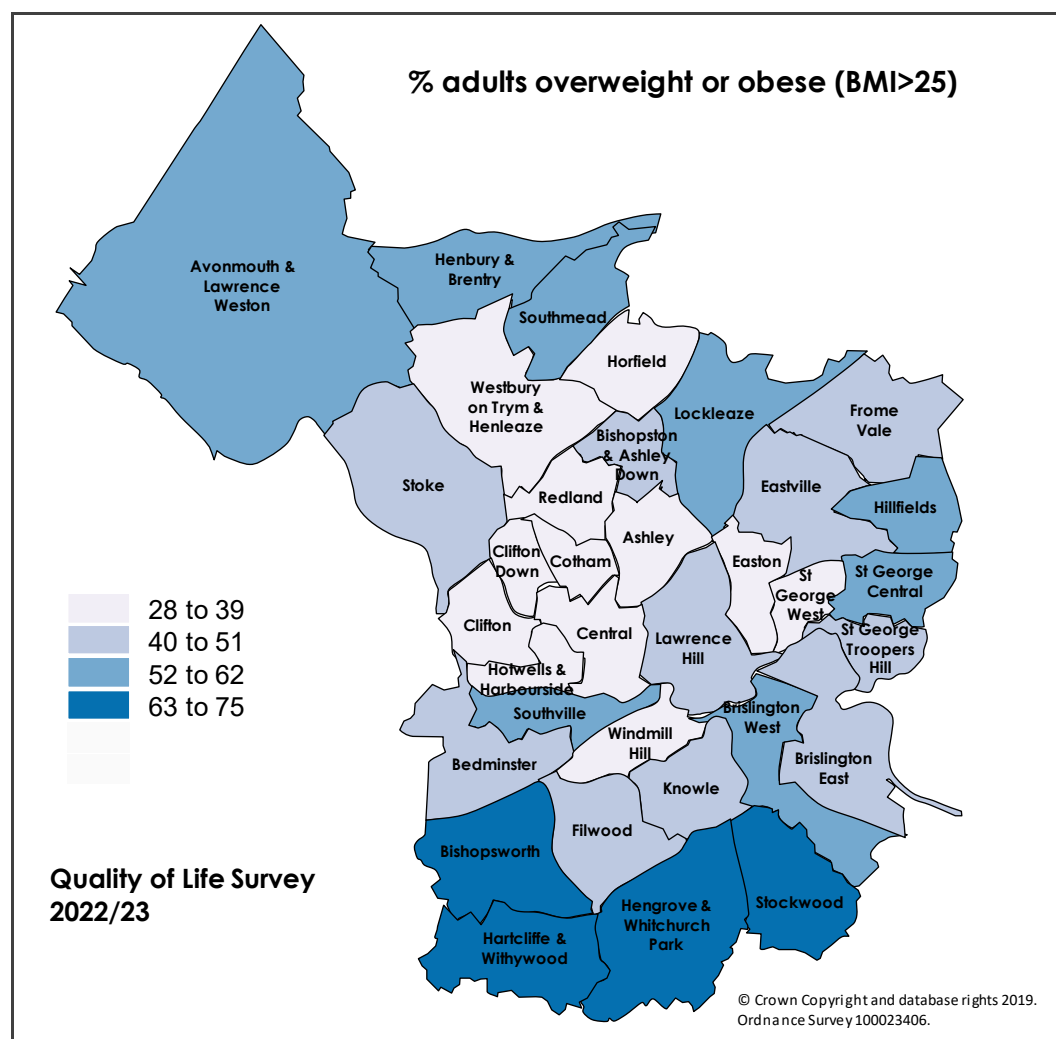 % adults overweight or obese (BMI>25)
Avonmouth &
Lawrence
Weston
Henbury &
Brentry
Southmead
Horfield
Westbury
on Trym &
Henleaze
Lockleaze
Frome
Vale
Bishopston
& Ashley
Down
Stoke
Eastville
Redland
Hillfields
Ashley
Clifton
Down
Cotham
Easton
St
George
West
St George
Central
Clifton
Central
Lawrence
Hill
St George
Troopers
Hill
Hotwells &
Harbourside
Southville
Brislington
West
Windmill
Hill
Bedminster
Knowle
Brislington
East
Filwood
Bishopsworth
Stockwood
Hengrove &
Whitchurch
Park
Hartcliffe &
Withywood
28 to 39
40 to 51
52 to 62
63 to 75
Quality of Life Survey
2022/23
© Crown Copyright and database rights 2019.
Ordnance Survey 100023406.